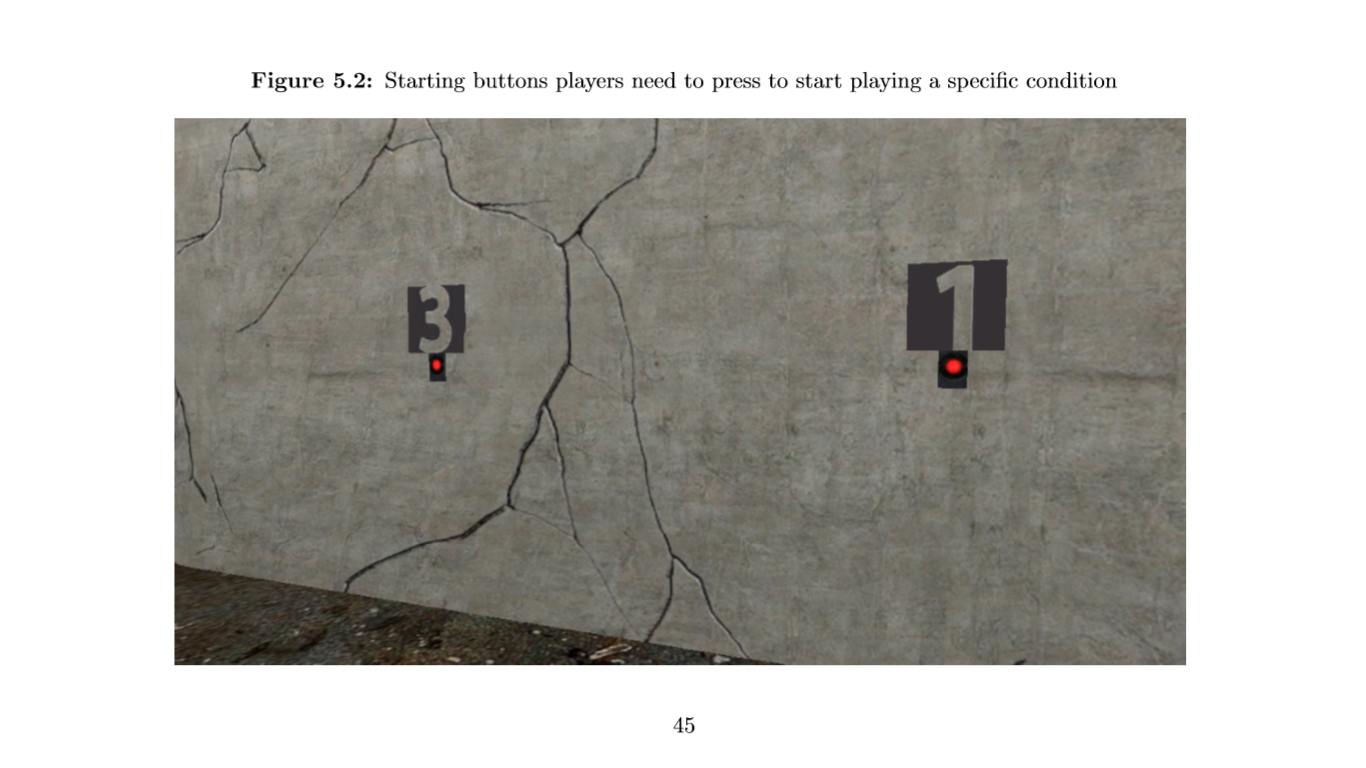 Figure 5.2: Starting buttons players need to press to start playing a specific condition
3
1
45